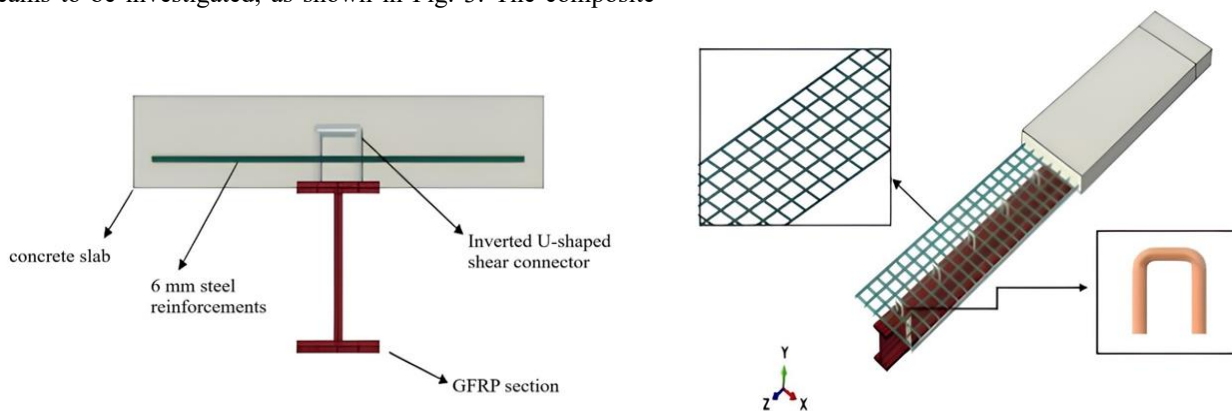 eams to be investigated, as shown in Fig. 3. The composite
concrete slab
6 mm steel
reinforcements
Inverted U-shaped
shear connector
GFRP section
Y
Z
X